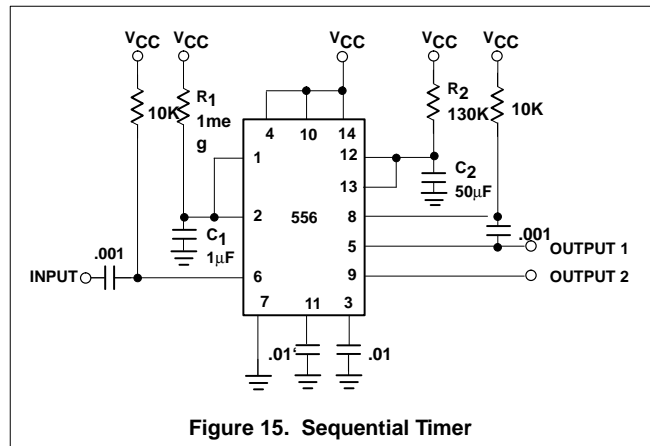 VCC VCC VCC VCC VCC
10K R1 1meg
R2 130K 10K
4 10 14
1 12
C2 50µF
13
2 556 8
C1 1µF
.001
.001 5 OUTPUT 1
INPUT 6 9 OUTPUT 2
7 11 3
.01' .01
Figure 15. Sequential Timer